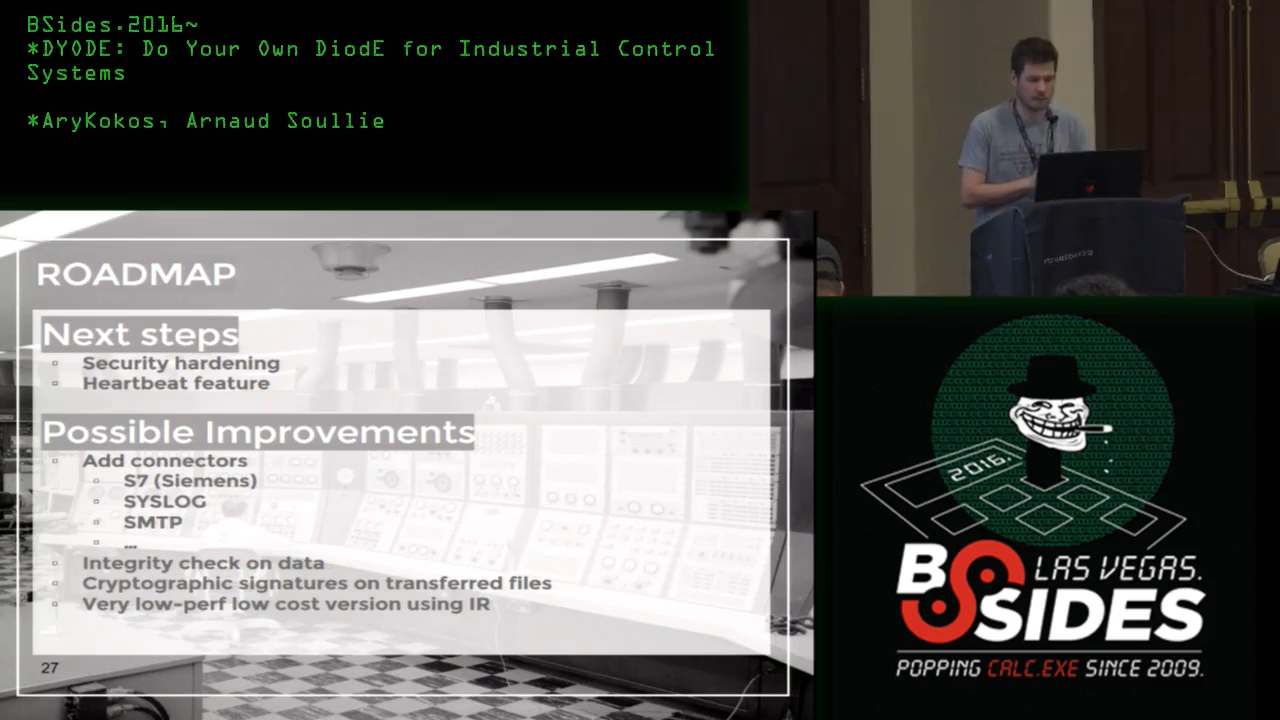 BSides.2016~
*DYODE: Do Your Own DiodE for Industrial Control
Systems
*AryKokos, Arnaud Soullie
ROADMAP
Next steps
Security hardening
Heartbeat feature
Possible Improvements
Add connectors
S7 (Siemens)
SYSLOG
SMTP
...
Integrity check on data
Cryptographic signatures on transferred files
Very low-perf low cost version using IR
27
2016.
BSIDES
LAS VEGAS.
POPPING CALC.EXE SINCE 2009.